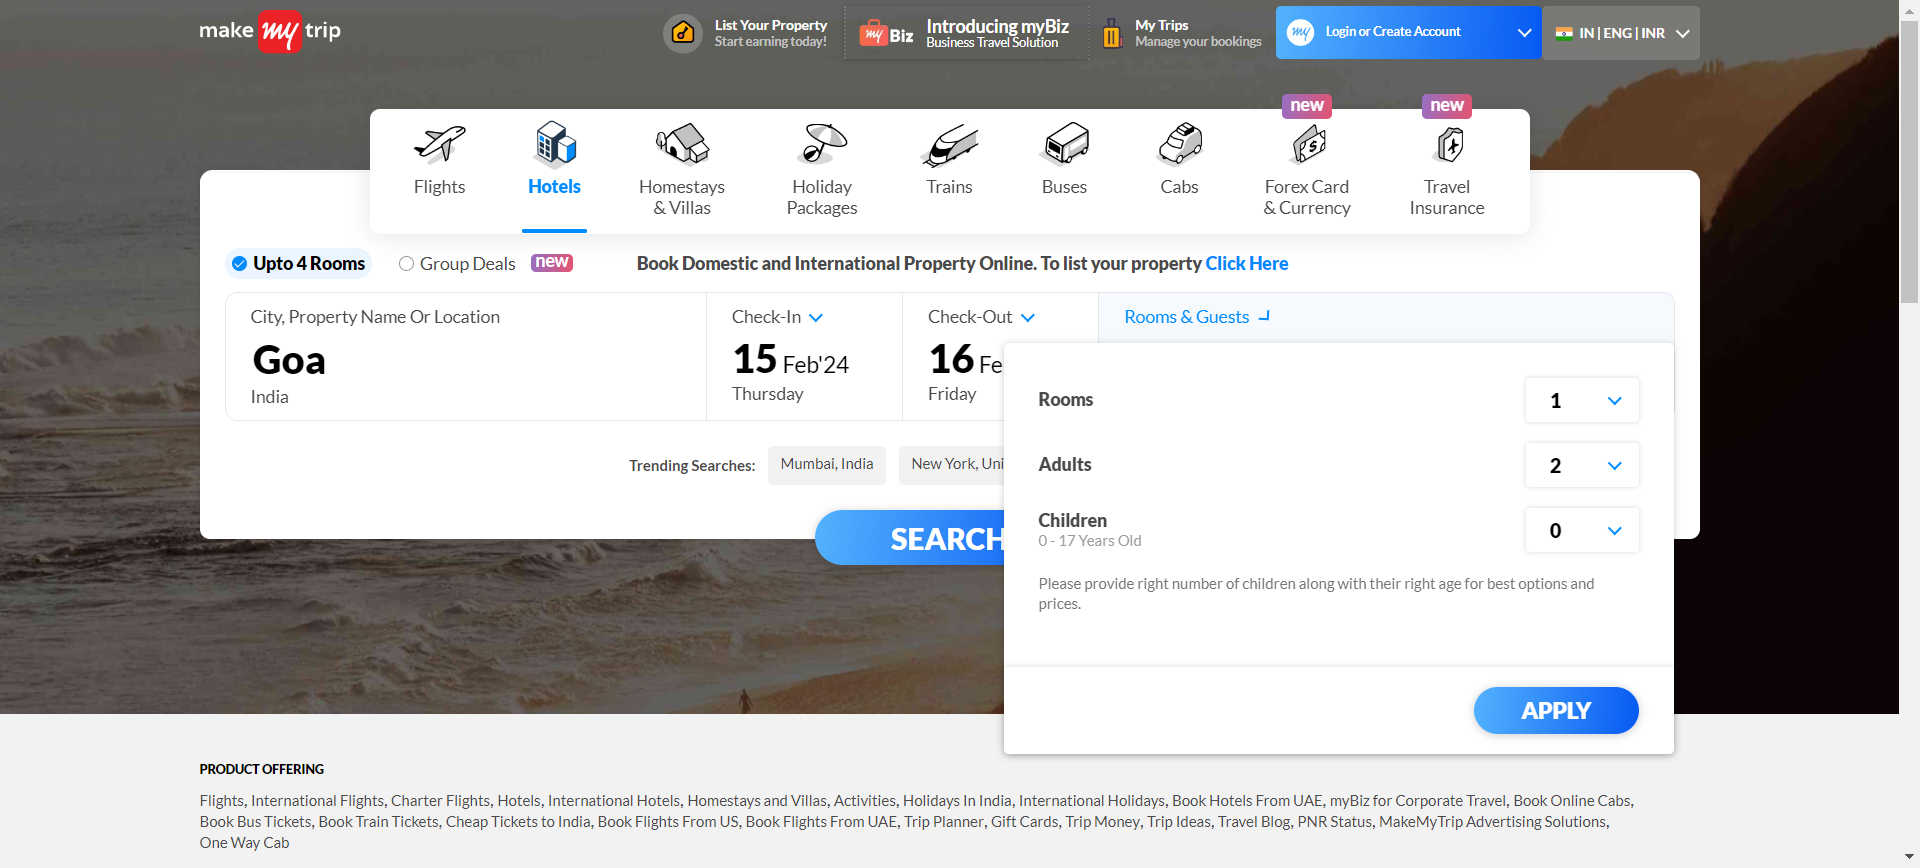 make my trip
List Your Property
Start earning today!
my Biz
Introducing myBiz
Business Travel Solution
My Trips
Manage your bookings
my Login or Create Account
IN | ENG | INR
new
new
Flights
Hotels
Homestays
& Villas
Holiday
Packages
Trains
Buses
Cabs
Forex Card
& Currency
Travel
Insurance
Upto 4 Rooms
Group Deals
new
Book Domestic and International Property Online. To list your property Click Here
City, Property Name Or Location
Goa
India
Check-In
15 Feb'24
Thursday
Check-Out
16 Fe
Friday
Rooms & Guests
Rooms
1
Adults
2
Children
0 - 17 Years Old
0
Please provide right number of children along with their right age for best options and
prices.
APPLY
Trending Searches:
Mumbai, India
New York, Uni
SEARCH
PRODUCT OFFERING
Flights, International Flights, Charter Flights, Hotels, International Hotels, Homestays and Villas, Activities, Holidays In India, International Holidays, Book Hotels From UAE, myBiz for Corporate Travel, Book Online Cabs,
Book Bus Tickets, Book Train Tickets, Cheap Tickets to India, Book Flights From US, Book Flights From UAE, Trip Planner, Gift Cards, Trip Money, Trip Ideas, Travel Blog, PNR Status, MakeMyTrip Advertising Solutions,
One Way Cab